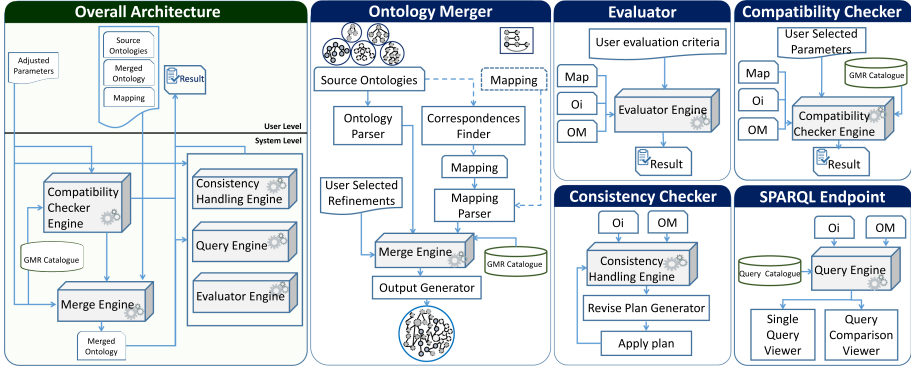 Overall Architecture
Source
Ontologies
Merged
Ontology
Mapping
Adjusted
Parameters
Result
User Level
System Level
Compatibility
Checker
Engine
Consistency
Handling Engine
Query Engine
GMR Catalogue
Evaluator Engine
Merge Engine
Merged
Ontology
Ontology Merger
Source Ontologies
Mapping
Ontology
Parser
Correspondences
Finder
Mapping
User Selected
Refinements
Mapping
Parser
Merge Engine
GMR Catalogue
Output Generator
Evaluator
User evaluation criteria
Map
Oi
OM
Evaluator Engine
Result
Compatibility Checker
User Selected
Parameters
GMR Catalogue
Map
Oi
OM
Compatibility
Checker Engine
Result
Consistency Checker
Oi
OM
Consistency
Handling Engine
Revise Plan Generator
Apply plan
SPARQL Endpoint
Oi
OM
Query Catalogue
Query Engine
Single
Query
Viewer
Query
Comparison
Viewer